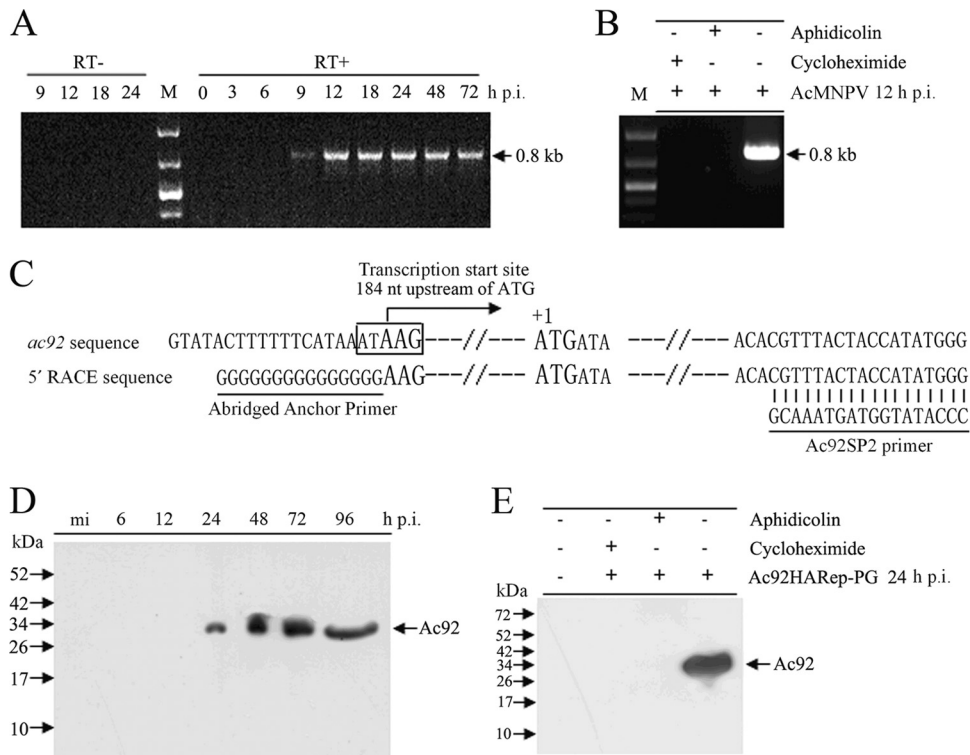 A
RT- RT+
9 12 18 24 M 0 3 6 9 12 18 24 48 72 h p.i.
0.8 kb
B
- + - Aphidicolin
+ - - Cycloheximide
M + + + AcMNPV 12 h p.i.
0.8 kb
C
Transcription start site
184 nt upstream of ATG
+1
ac92 sequence GTATACTTTTTTCATAAATAAG---//--- ATGATA ---//--- ACACGTTTACTACCATATGGG
5′ RACE sequence GGGGGGGGGGGGGGGAAG---//--- ATGATA ---//--- ACACGTTTACTACCATATGGG
Abridged Anchor Primer
GCAAATGATGGTATACCC
Ac92SP2 primer
D
mi 6 12 24 48 72 96 h p.i.
kDa
52
42
34
26
17
10
Ac92
E
- - + - Aphidicolin
- + - - Cycloheximide
- + + + Ac92HARep-PG 24 h p.i.
kDa
72
52
42
34
26
17
10
Ac92